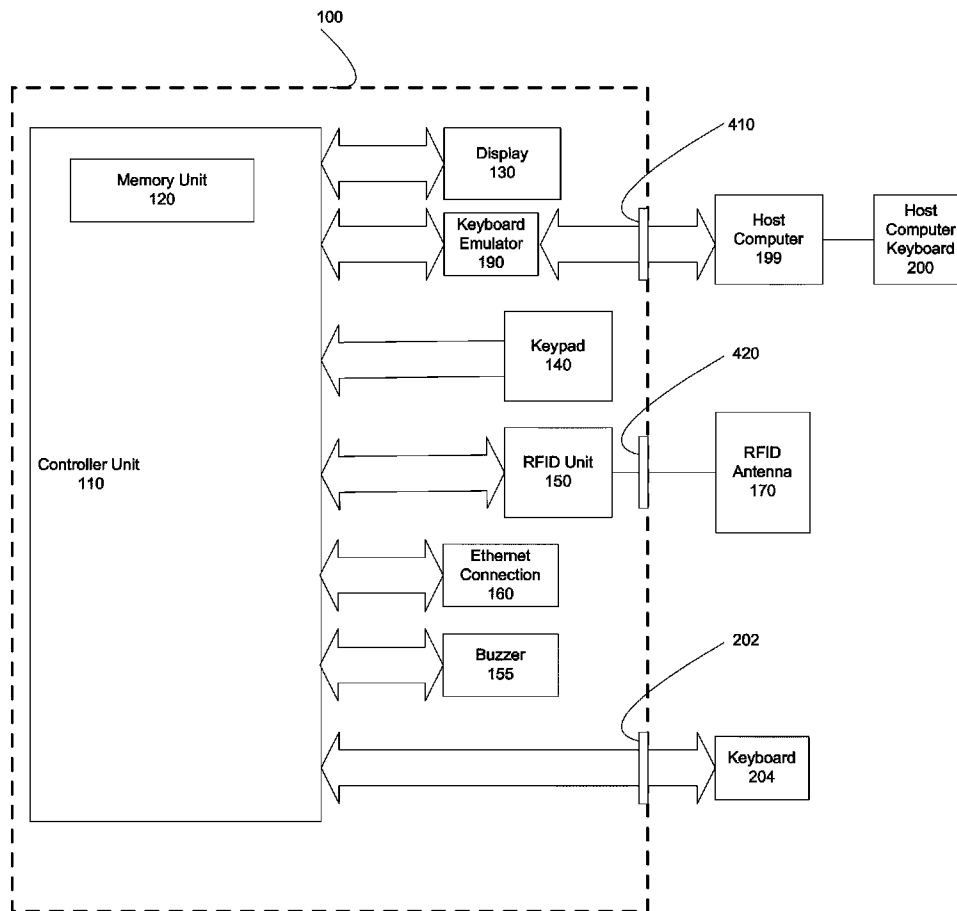 100
410
Memory Unit
120
Display
130
Keyboard
Emulator
190
Host
Computer
199
Host
Computer
Keyboard
200
Keypad
140
420
Controller Unit
110
RFID Unit
150
RFID
Antenna
170
Ethernet
Connection
160
202
Buzzer
155
Keyboard
204